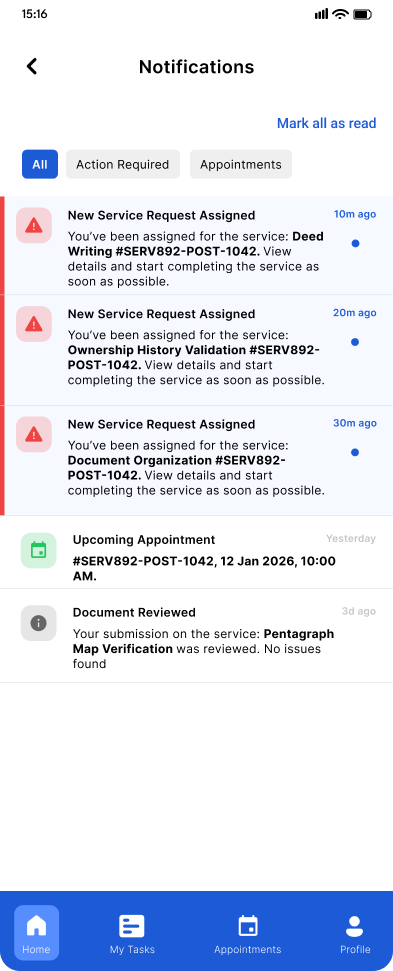 15:16
Notifications
Mark all as read
All
Action Required
Appointments
New Service Request Assigned
10m ago
You've been assigned for the service: Deed
Writing #SERV892-POST-1042. View
details and start completing the service as
soon as possible.
New Service Request Assigned
20m ago
You've been assigned for the service:
Ownership History Validation #SERV892-
POST-1042. View details and start
completing the service as soon as possible.
New Service Request Assigned
30m ago
You've been assigned for the service:
Document Organization #SERV892-
POST-1042. View details and start
completing the service as soon as possible.
Upcoming Appointment
Yesterday
#SERV892-POST-1042, 12 Jan 2026, 10:00
AM.
Document Reviewed
3d ago
Your submission on the service: Pentagraph
Map Verification was reviewed. No issues
found
Home
My Tasks
Appointments
Profile